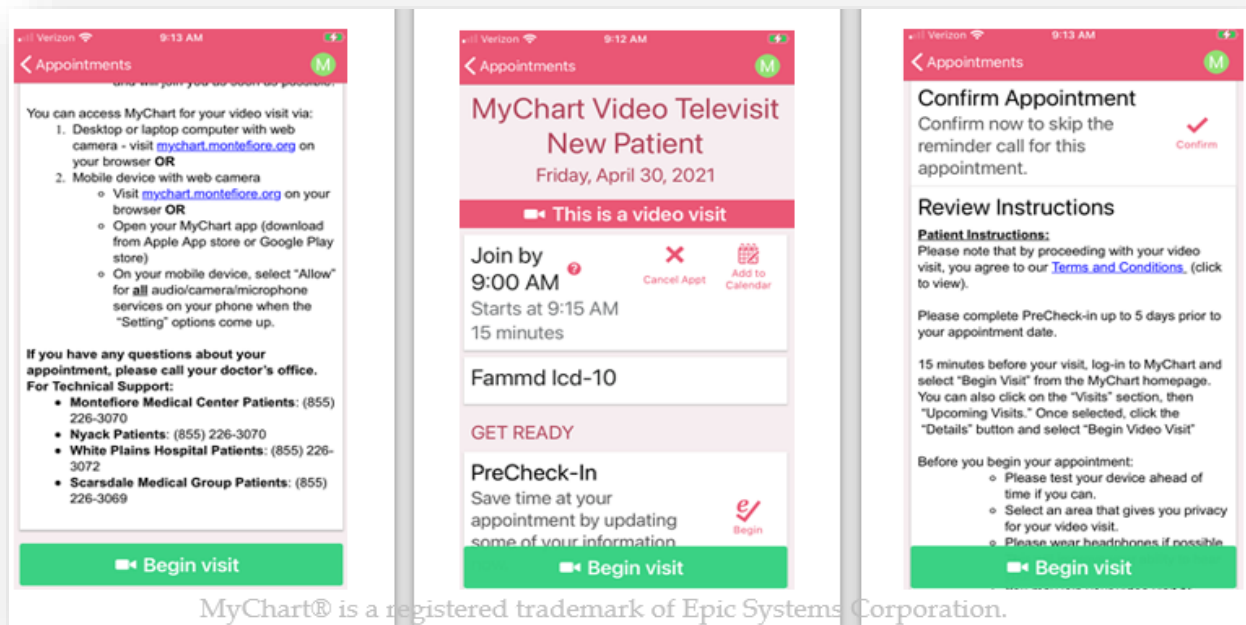 Verizon 9:13 AM
Appointments M
and will join you as soon as possible.
You can access MyChart for your video visit via:
1. Desktop or laptop computer with web
camera - visit mychart.montefiore.org on
your browser OR
2. Mobile device with web camera
Visit mychart.montefiore.org on your
browser OR
Open your MyChart app (download
from Apple App store or Google Play
store)
On your mobile device, select “Allow”
for all audio/camera/microphone
services on your phone when the
“Setting” options come up.
If you have any questions about your
appointment, please call your doctor’s office.
For Technical Support:
Montefiore Medical Center Patients: (855)
226-3070
Nyack Patients: (855) 226-3070
White Plains Hospital Patients: (855) 226-
3072
Scarsdale Medical Group Patients: (855)
226-3069
Begin visit
Verizon 9:12 AM
Appointments M
MyChart Video Televisit
New Patient
Friday, April 30, 2021
This is a video visit
Join by
9:00 AM ?
Starts at 9:15 AM
15 minutes
Cancel Appt
Add to
Calendar
Fammd Icd-10
GET READY
PreCheck-In
Save time at your
appointment by updating
some of your information
Begin
Begin visit
Verizon 9:13 AM
Appointments M
Confirm Appointment
Confirm now to skip the
reminder call for this
appointment.
Confirm
Review Instructions
Patient Instructions:
Please note that by proceeding with your video
visit, you agree to our Terms and Conditions (click
to view).
Please complete PreCheck-in up to 5 days prior to
your appointment date.
15 minutes before your visit, log-in to MyChart and
select “Begin Visit” from the MyChart homepage.
You can also click on the “Visits” section, then
“Upcoming Visits.” Once selected, click the
“Details” button and select “Begin Video Visit”
Before you begin your appointment:
Please test your device ahead of
time if you can.
Select an area that gives you privacy
for your video visit.
Please wear headphones if possible
Begin visit
MyChart® is a registered trademark of Epic Systems Corporation.